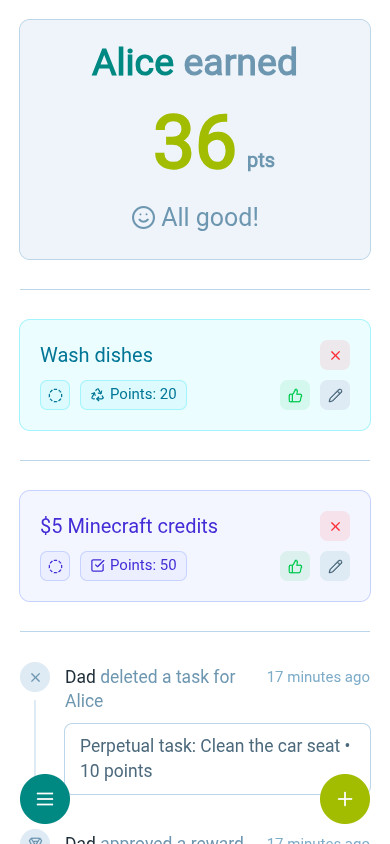 Alice earned
36 pts
All good!
Wash dishes
Points: 20
$5 Minecraft credits
Points: 50
Dad deleted a task for 17 minutes ago
Alice
Perpetual task: Clean the car seat •
10 points
Dad approved a reward 17 minutes ago